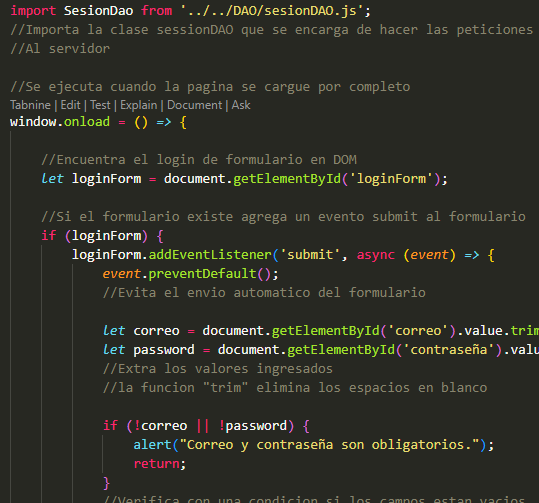 import SesionDao from '../../DAO/sesionDAO.js';
//Importa la clase sessionDAO que se encarga de hacer las peticiones
//Al servidor
//Se ejecuta cuando la pagina se cargue por completo
Tabnine | Edit | Test | Explain | Document | Ask
window.onload = () => {
//Encuentra el login de formulario en DOM
let loginForm = document.getElementById('loginForm');
//Si el formulario existe agrega un evento submit al formulario
if (loginForm) {
loginForm.addEventListener('submit', async (event) => {
event.preventDefault();
//Evita el envio automatico del formulario
let correo = document.getElementById('correo').value.trim
let password = document.getElementById('contraseña').valu
//Extra los valores ingresados
//la funcion "trim" elimina los espacios en blanco
if (!correo || !password) {
alert("Correo y contraseña son obligatorios.");
return;
}
//Verifica con una condicion si los campos estan vacios